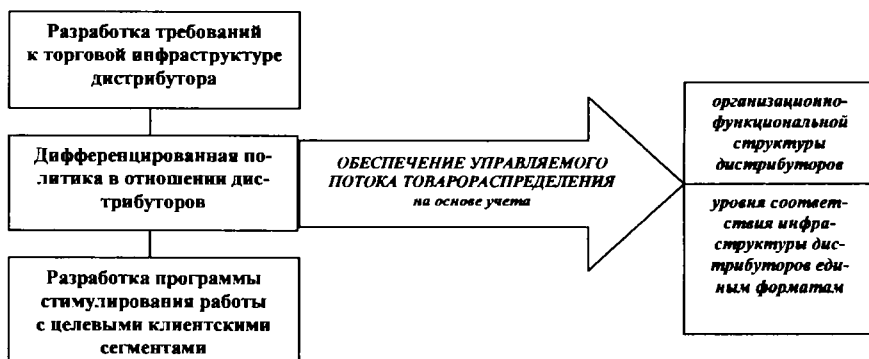 Разработка требований
к торговой инфраструктуре
дистрибутора
Дифференцированная по-
литика в отношении дис-
трибуторов
Разработка программы
стимулирования работы
с целевыми клиентскими
сегментами
ОБЕСПЕЧЕНИЕ УПРАВЛЯЕМОГО
ПОТОКА ТОВАРОРАСПРЕДЕЛЕНИЯ
на основе учета
организационно-
функциональной
структуры
дистрибуторов
уровня соответ-
ствия инфра-
структуры дис-
трибуторов еди-
ным форматам